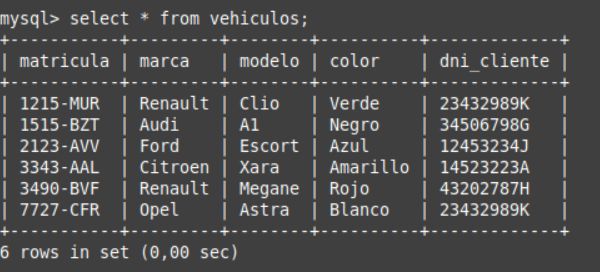 mysql> select * from vehiculos;
+-----------+---------+--------+----------+-------------+
| matricula | marca   | modelo | color    | dni_cliente |
+-----------+---------+--------+----------+-------------+
| 1215-MUR  | Renault | Clio   | Verde    | 23432989K   |
| 1515-BZT  | Audi    | A1     | Negro    | 34506798G   |
| 2123-AVV  | Ford    | Escort | Azul     | 12453234J   |
| 3343-AAL  | Citroen | Xara   | Amarillo | 14523223A   |
| 3490-BVF  | Renault | Megane | Rojo     | 43202787H   |
| 7727-CFR  | Opel    | Astra  | Blanco   | 23432989K   |
+-----------+---------+--------+----------+-------------+
6 rows in set (0,00 sec)